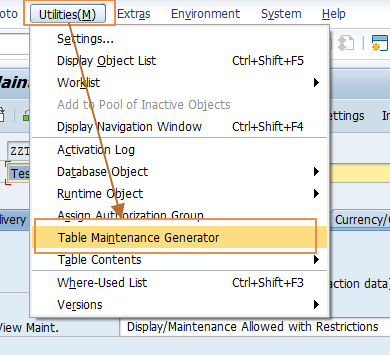 oto Utilities(M) Extras Environment System Help
Settings...
Display Object List Ctrl+Shift+F5
Worklist
Add to Pool of Inactive Objects
Display Navigation Window Ctrl+Shift+F4
Activation Log
Database Object
Runtime Object
Assign Authorization Group
Table Maintenance Generator
Table Contents
Where-Used List Ctrl+Shift+F3
Versions
Maint
ettings In
ZZT
Tes
livery Currency/
action data)
View Maint. Display/Maintenance Allowed with Restrictions